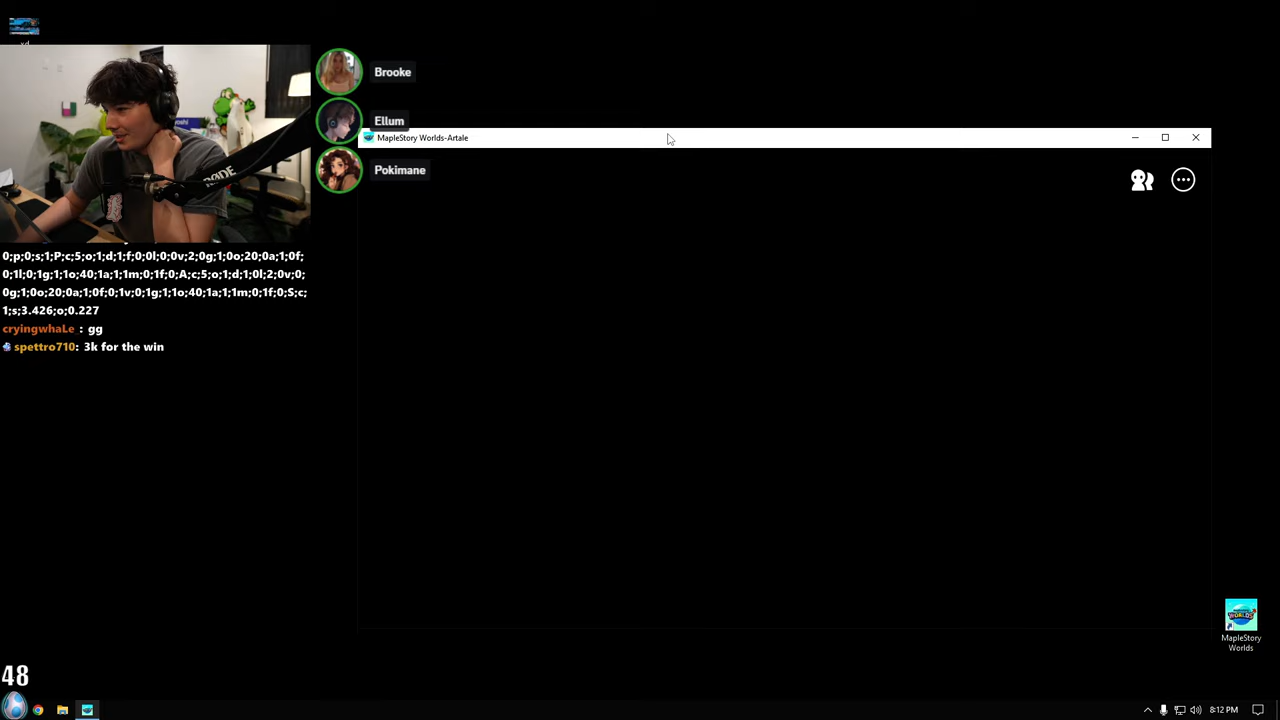 xd
Brooke
Ellum
MapleStory Worlds-Artale
Pokimane
RØDE
0;p;0;s;1;P;c;5;o;1;d;1;f;0;0l;0;0v;2;0g;1;0o;20;0a;1;0f;
0;1l;0;1g;1;1o;40;1a;1;1m;0;1f;0;A;c;5;o;1;d;1;0l;2;0v;0;
0g;1;0o;20;0a;1;0f;0;1v;0;1g;1;1o;40;1a;1;1m;0;1f;0;S;c;
1;s;3.426;o;0.227
cryingwhaLe : gg
spettro710: 3k for the win
MapleStory
Worlds
48
8:12 PM